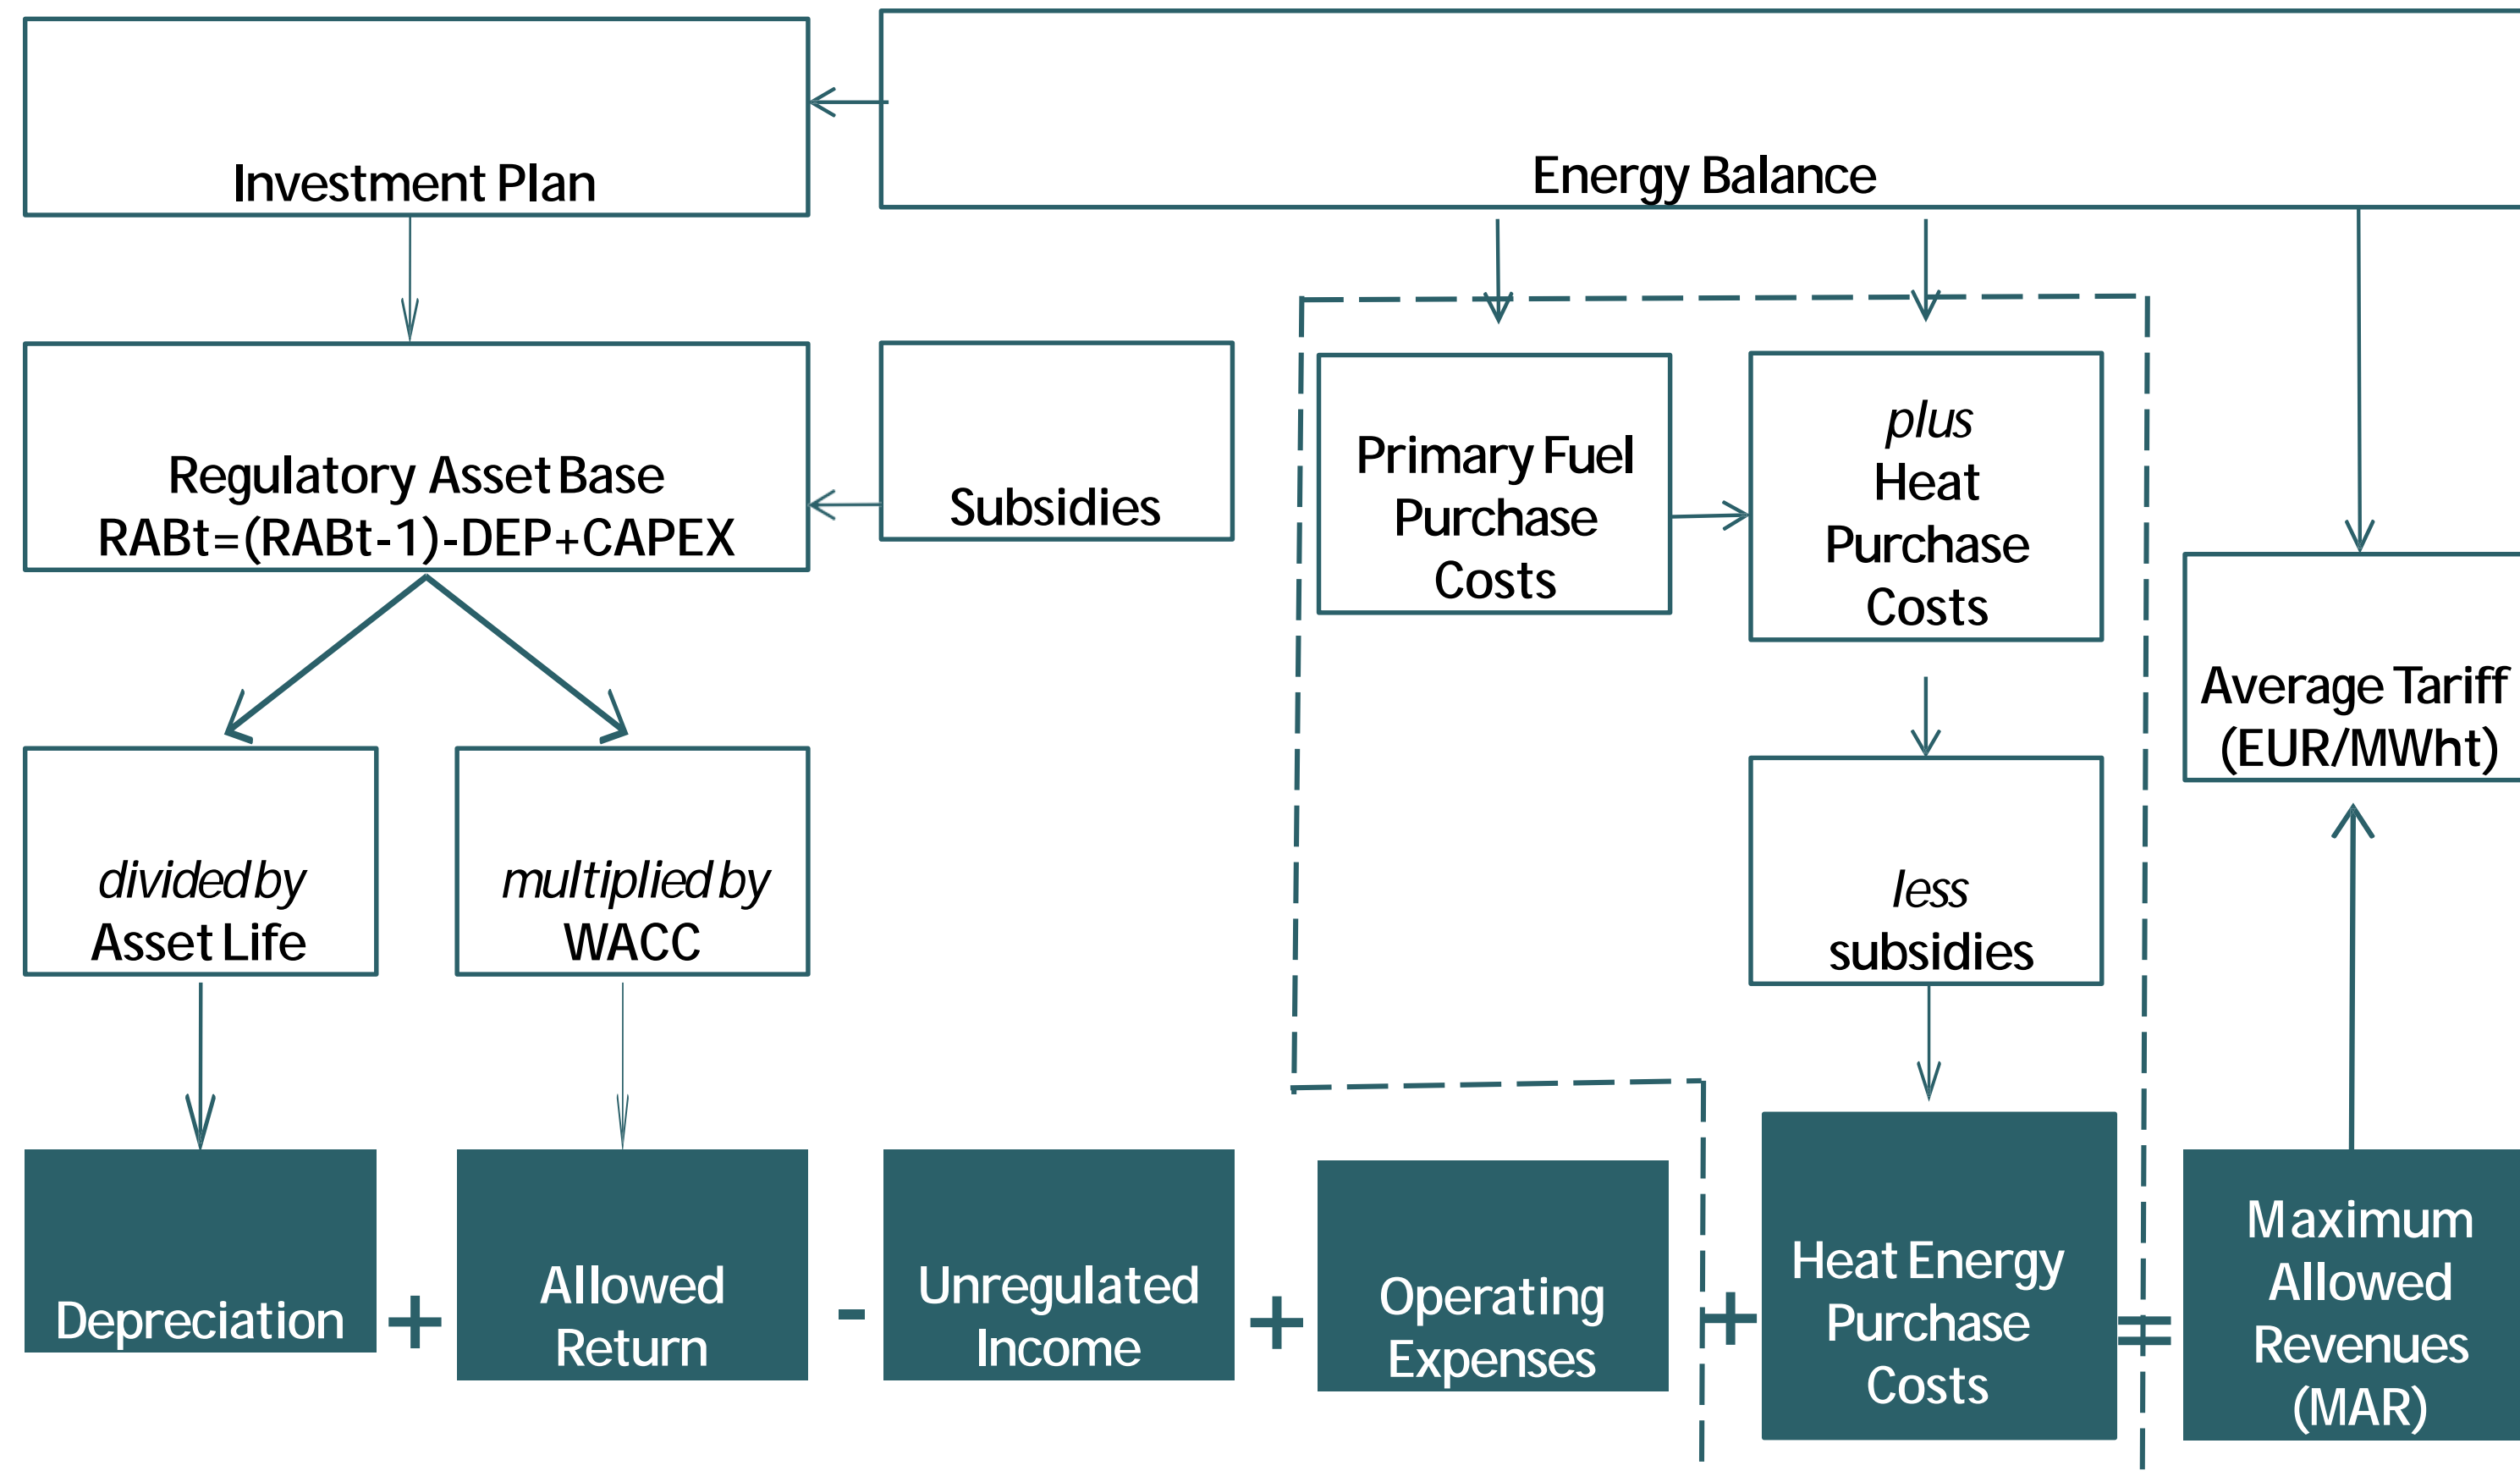 Investment Plan
Energy Balance
Regulatory Asset Base
RABt=(RABt-1)-DEP+CAPEX
Subsidies
Primary Fuel
Purchase
Costs
plus
Heat
Purchase
Costs
Average Tariff
(EUR/MWht)
divided by
Asset Life
multiplied by
WACC
less
subsidies
Depreciation
+
Allowed
Return
-
Unregulated
Income
+
Operating
Expenses
+
Heat Energy
Purchase
Costs
=
Maximum
Allowed
Revenues
(MAR)